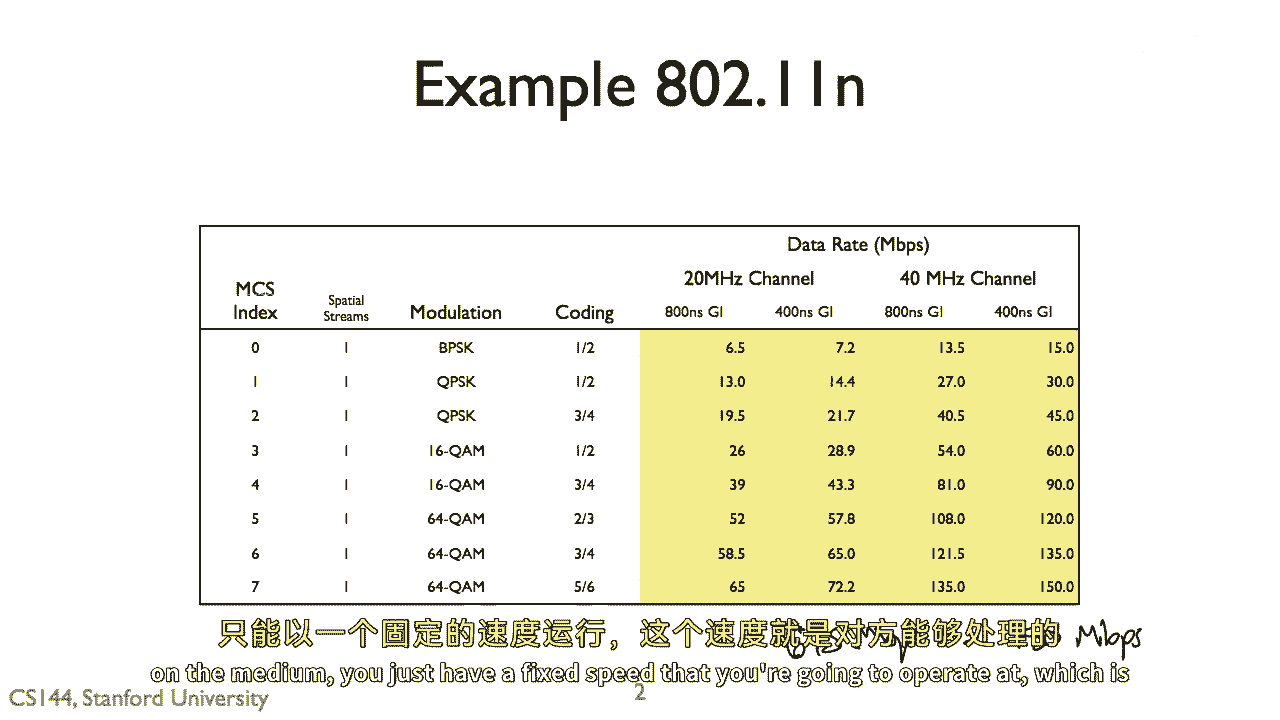 Example 802.11n
Data Rate (Mbps)
20MHz Channel 40 MHz Channel
MCS Index Spatial Streams Modulation Coding 800ns GI 400ns GI 800ns GI 400ns GI
0 1 BPSK 1/2 6.5 7.2 13.5 15.0
1 1 QPSK 1/2 13.0 14.4 27.0 30.0
2 1 QPSK 3/4 19.5 21.7 40.5 45.0
3 1 16-QAM 1/2 26 28.9 54.0 60.0
4 1 16-QAM 3/4 39 43.3 81.0 90.0
5 1 64-QAM 2/3 52 57.8 108.0 120.0
6 1 64-QAM 3/4 58.5 65.0 121.5 135.0
7 1 64-QAM 5/6 65 72.2 135.0 150.0
只能以一个固定的速度运行，这个速度就是对方能够处理的
Mbps
on the medium, you just have a fixed speed that you're going to operate at, which is
CS144, Stanford University
2